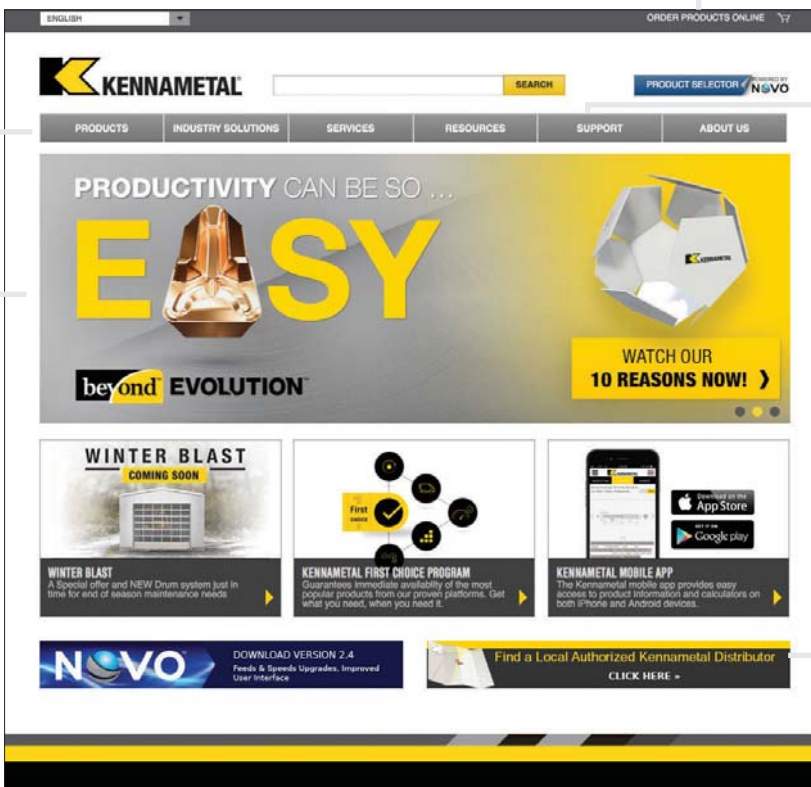 ENGLISH
ORDER PRODUCTS ONLINE
KENNAMETAL
SEARCH
PRODUCT SELECTOR
POWERED BY
NOVO
PRODUCTS
INDUSTRY SOLUTIONS
SERVICES
RESOURCES
SUPPORT
ABOUT US
PRODUCTIVITY CAN BE SO ...
EASY
KENNAMETAL
beyond™ EVOLUTION™
WATCH OUR
10 REASONS NOW! ❯
WINTER BLAST
COMING SOON
WINTER BLAST
A Special offer and NEW Drum system just in
time for end of season maintenance needs
First
CHOICE
KENNAMETAL FIRST CHOICE PROGRAM
Guarantees immediate availablity of the most
popular products from our proven platforms. Get
what you need, when you need it.
KENNAMETAL
Download on the
App Store
GET IT ON
Google play
KENNAMETAL MOBILE APP
The Kennametal mobile app provides easy
access to product information and calculators on
both iPhone and Android devices.
NOVO
DOWNLOAD VERSION 2.4
Feeds & Speeds Upgrades, Improved
User Interface
Find a Local Authorized Kennametal Distributor
CLICK HERE »